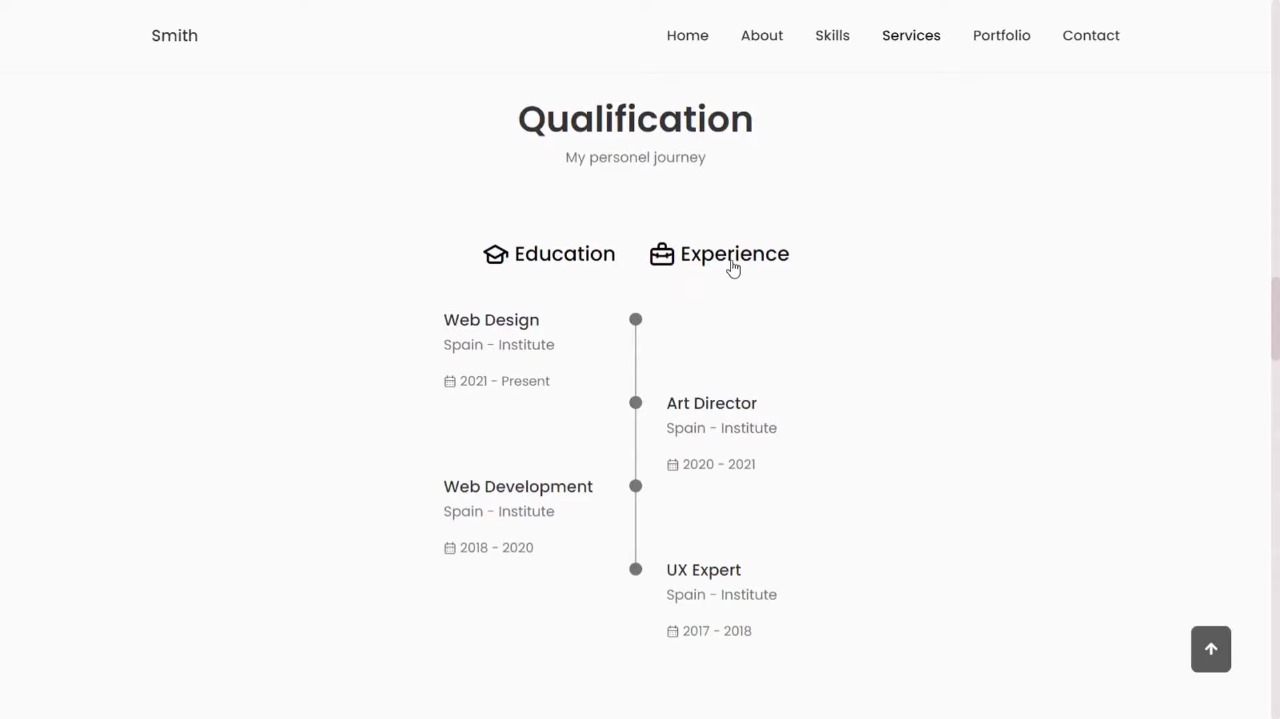 Smith
Home About Skills Services Portfolio Contact
Qualification
My personel journey
Education Experience
Web Design
Spain - Institute
2021 - Present
Art Director
Spain - Institute
2020 - 2021
Web Development
Spain - Institute
2018 - 2020
UX Expert
Spain - Institute
2017 - 2018